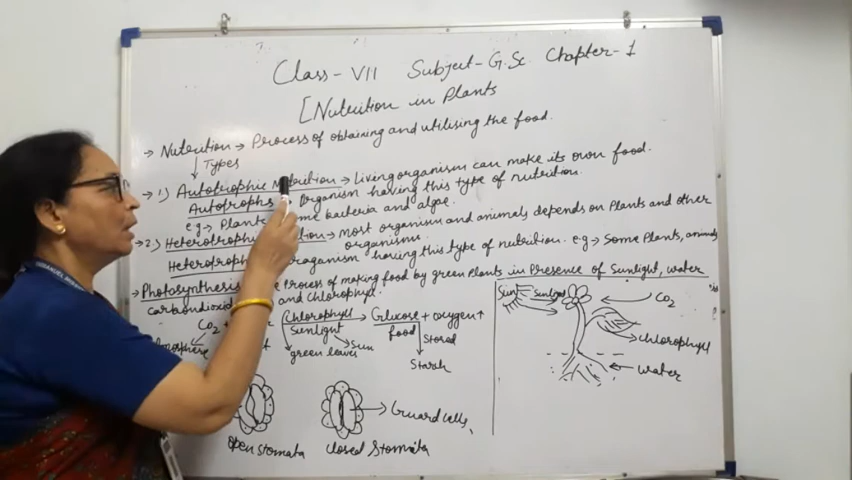 Class - VII Subject - G.Sc Chapter - 1
[Nutrition in Plants
→ Nutrition → Process of obtaining and utilising the food.
↓ Types
→ 1.) Autotrophic Nutrition → Living organism can make its own food.
Autotrophs organism having this type of nutrition.
e.g → Plants some bacteria and algae.
→ 2.) Heterotrophic → most organism and animals depends on Plants and other
organisms.
Heterotrophs having this type of nutrition. e.g → Some Plants, animals
→ Photosynthesis Process of making food by green Plants in Presence of Sunlight, water
carbondioxid and chlorophyll.
CO2 + Chlorophyll → Glucose + oxygen ↑
Sunlight food
→ Sun Stored
green leaves
Starch
Open Stomata closed Stomata
Guard cells
Sun Sunlight
CO2
chlorophyll
water